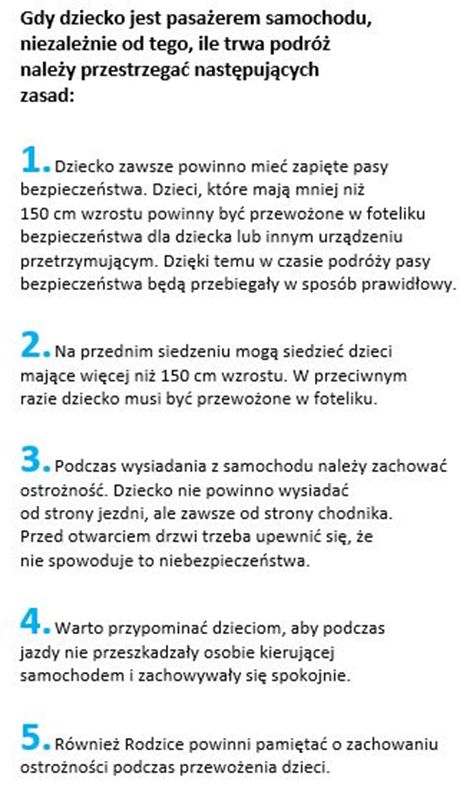 Gdy dziecko jest pasażerem samochodu,
niezależnie od tego, ile trwa podróż
należy przestrzegać następujących
zasad:
1. Dziecko zawsze powinno mieć zapięte pasy
bezpieczeństwa. Dzieci, które mają mniej niż
150 cm wzrostu powinny być przewożone w foteliku
bezpieczeństwa dla dziecka lub innym urządzeniu
przetrzymującym. Dzięki temu w czasie podróży pasy
bezpieczeństwa będą przebiegały w sposób prawidłowy.
2. Na przednim siedzeniu mogą siedzieć dzieci
mające więcej niż 150 cm wzrostu. W przeciwnym
razie dziecko musi być przewożone w foteliku.
3. Podczas wysiadania z samochodu należy zachować
ostrożność. Dziecko nie powinno wysiadać
od strony jezdni, ale zawsze od strony chodnika.
Przed otwarciem drzwi trzeba upewnić się, że
nie spowoduje to niebezpieczeństwa.
4. Warto przypominać dzieciom, aby podczas
jazdy nie przeszkadzały osobie kierującej
samochodem i zachowywały się spokojnie.
5. Również Rodzice powinni pamiętać o zachowaniu
ostrożności podczas przewożenia dzieci.